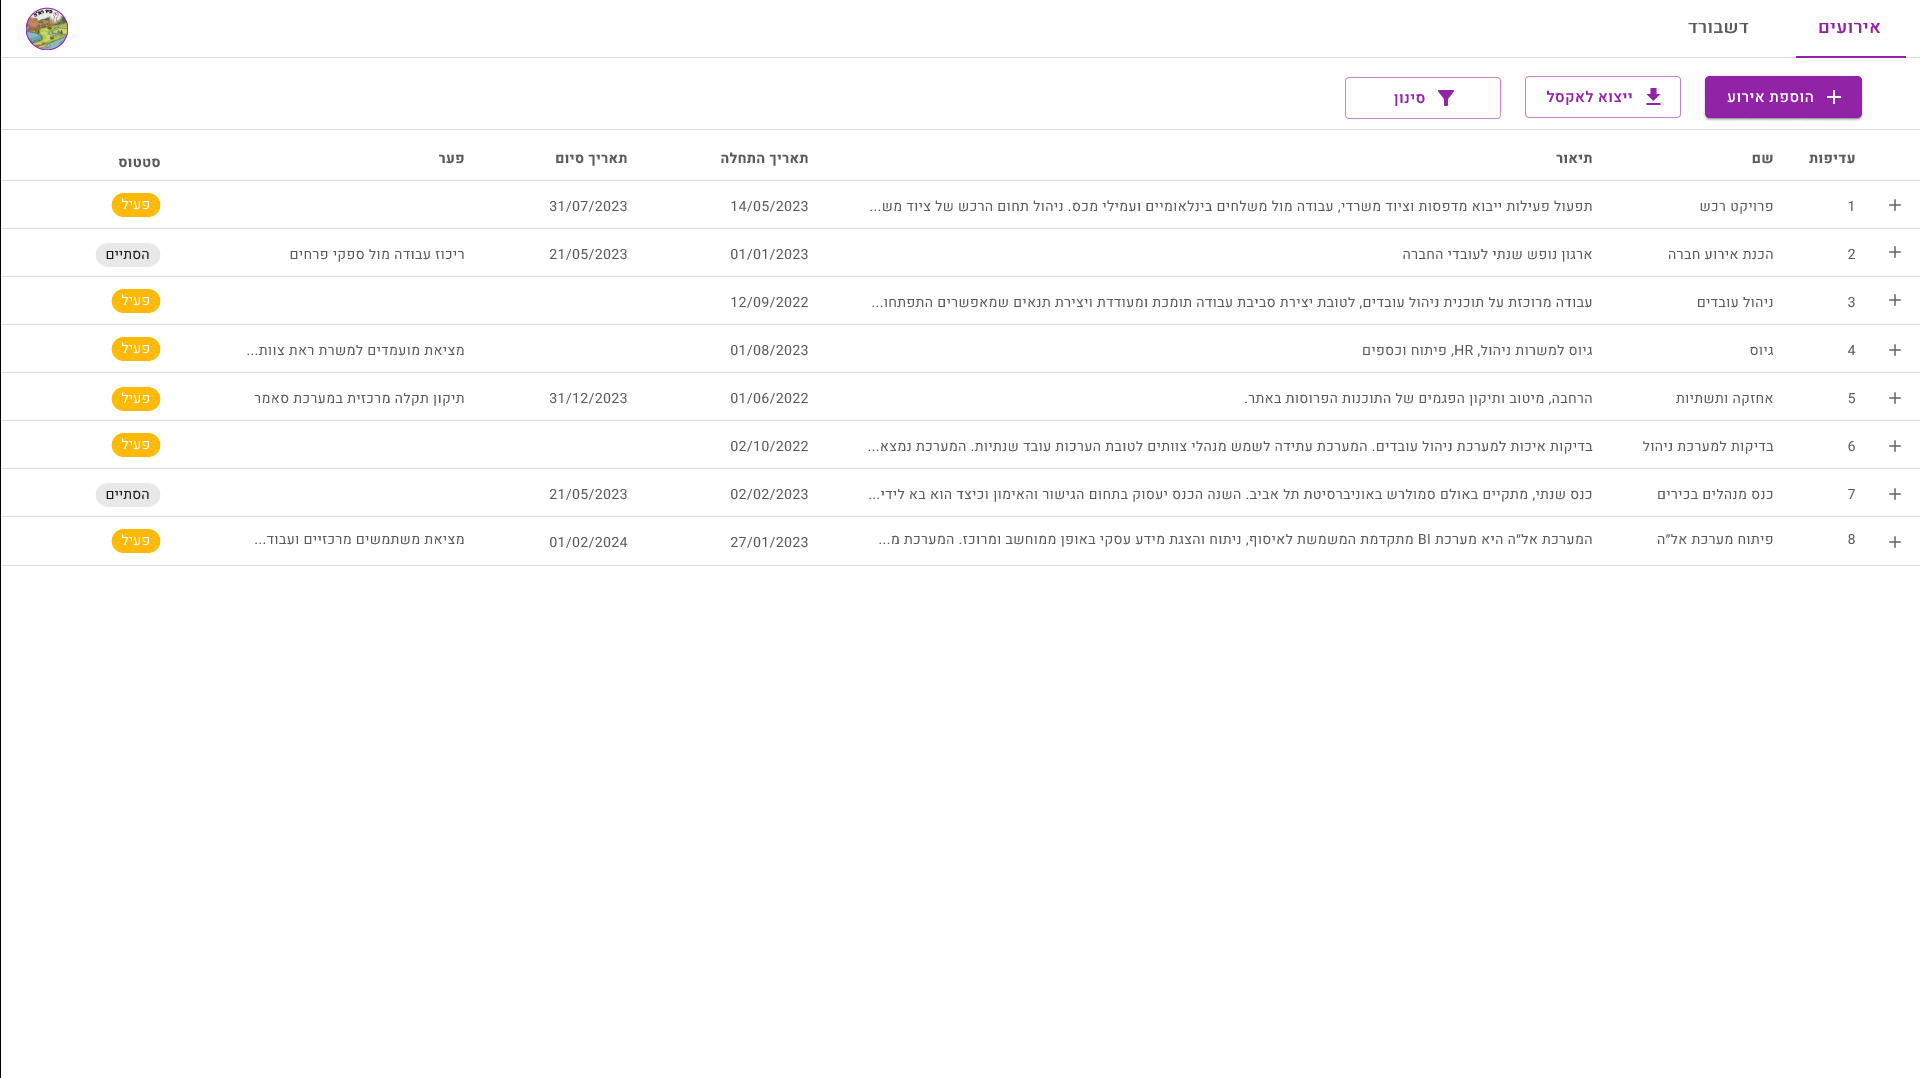 אירועים דשבורד
הוספת אירוע ייצוא לאקסל סינון
עדיפות שם תיאור תאריך התחלה תאריך סיום פער סטטוס
1 פרויקט רכש תפעול פעילות ייבוא מדפסות וציוד משרדי, עבודה מול משלחים בינלאומיים ועמילי מכס. ניהול תחום הרכש של ציוד מש... 14/05/2023 31/07/2023 פעיל
2 הכנת אירוע חברה ארגון נופש שנתי לעובדי החברה 01/01/2023 21/05/2023 ריכוז עבודה מול ספקי פרחים הסתיים
3 ניהול עובדים עבודה מרוכזת על תוכנית ניהול עובדים, לטובת יצירת סביבת עבודה תומכת ומעודדת ויצירת תנאים שמאפשרים התפתחו... 12/09/2022 פעיל
4 גיוס גיוס למשרות ניהול, HR, פיתוח וכספים 01/08/2023 מציאת מועמדים למשרת ראת צוות... פעיל
5 אחזקה ותשתיות הרחבה, מיטוב ותיקון הפגמים של התוכנות הפרוסות באתר. 01/06/2022 31/12/2023 תיקון תקלה מרכזית במערכת סאמר פעיל
6 בדיקות למערכת ניהול בדיקות איכות למערכת ניהול עובדים. המערכת עתידה לשמש מנהלי צוותים לטובת הערכות עובד שנתיות. המערכת נמצא... 02/10/2022 פעיל
7 כנס מנהלים בכירים כנס שנתי, מתקיים באולם סמולרש באוניברסיטת תל אביב. השנה הכנס יעסוק בתחום הגישור והאימון וכיצד הוא בא לידי... 02/02/2023 21/05/2023 הסתיים
8 פיתוח מערכת אל"ה המערכת אל"ה היא מערכת BI מתקדמת המשמשת לאיסוף, ניתוח והצגת מידע עסקי באופן ממוחשב ומרוכז. המערכת מ... 27/01/2023 01/02/2024 מציאת משתמשים מרכזיים ועבוד... פעיל